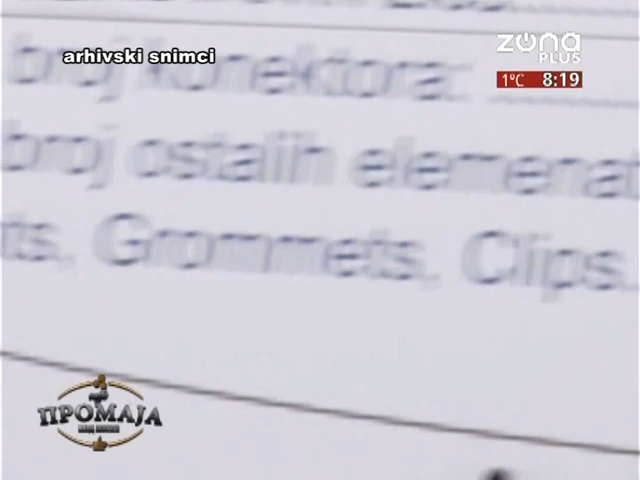 arhivski snimci
zona
PLUS
1°C 8:19
broj konektora:
broj ostalih elemenat
ts, Grommets, Clips.
ПРОМАЈА